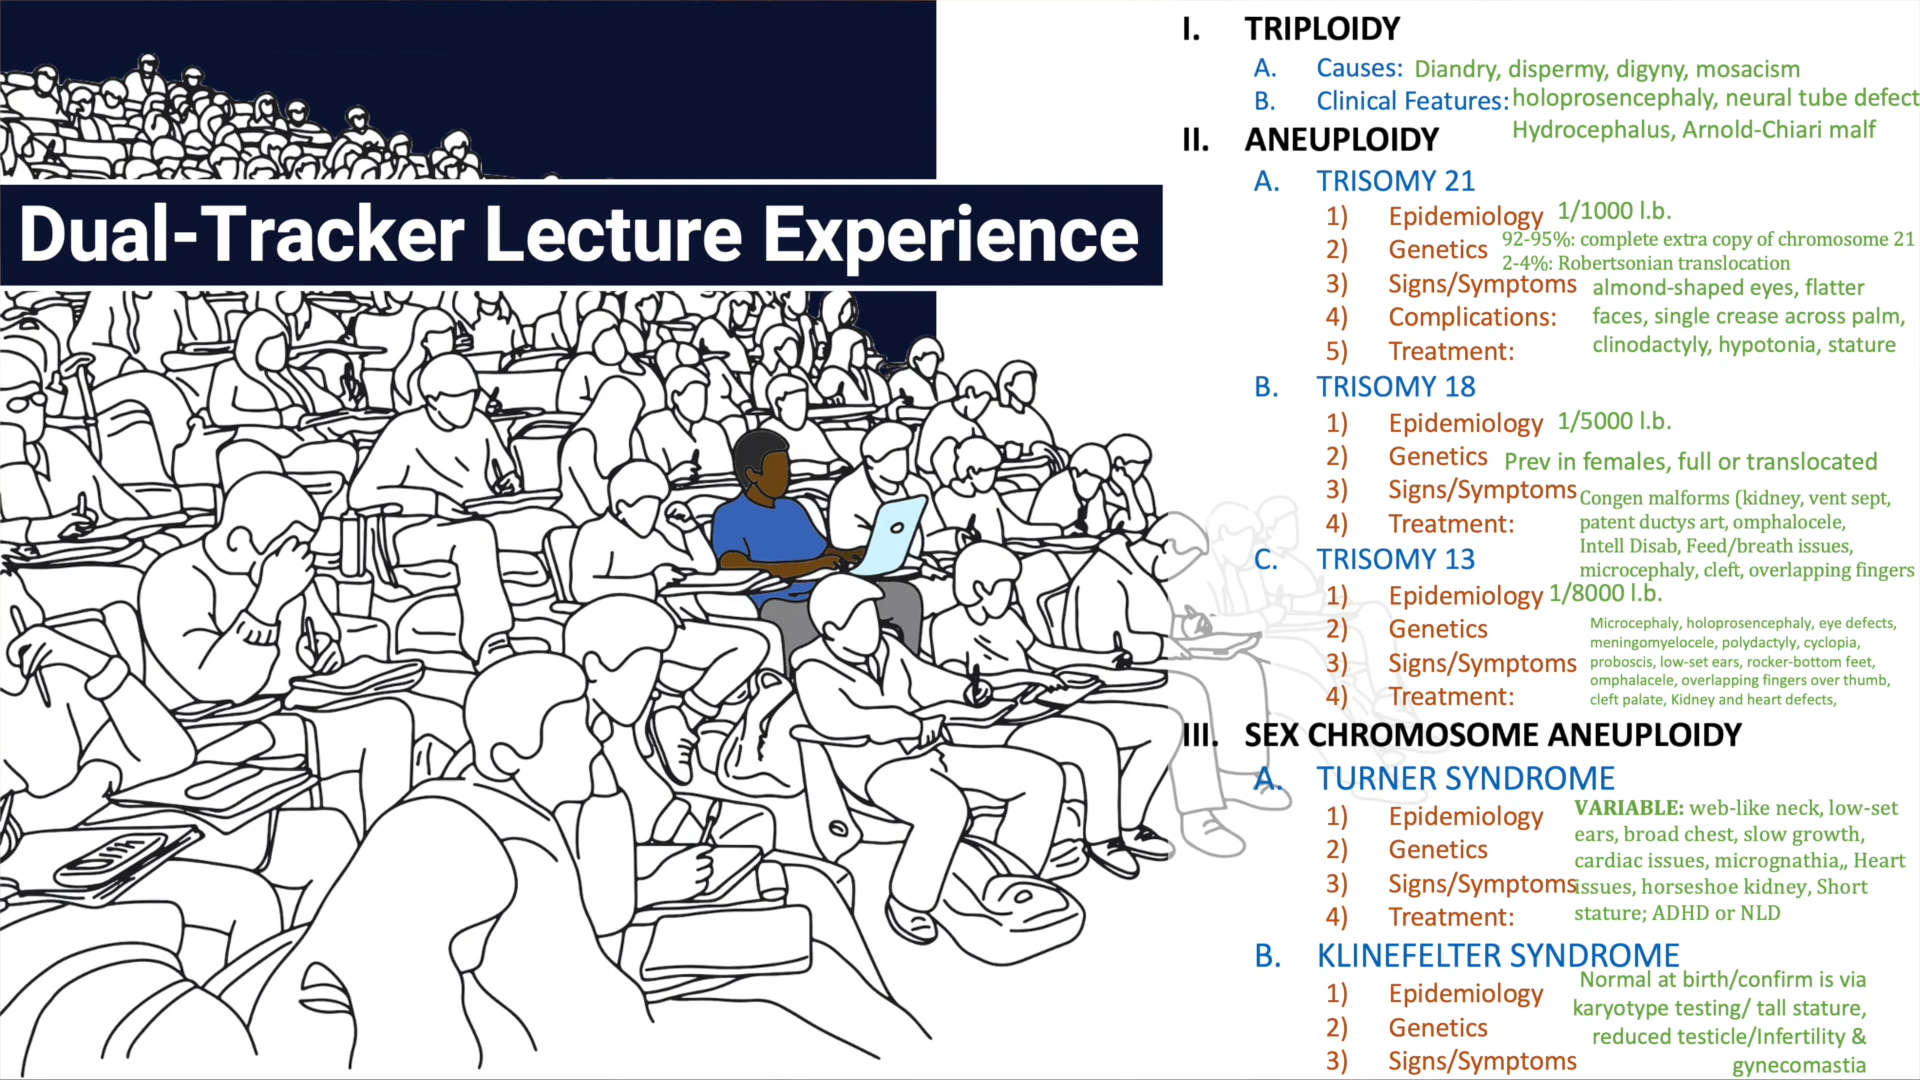 Dual-Tracker Lecture Experience
I. TRIPLOIDY
A. Causes: Diandry, dispermy, digyny, mosacism
B. Clinical Features: holoprosencephaly, neural tube defect
Hydrocephalus, Arnold-Chiari malf
II. ANEUPLOIDY
A. TRISOMY 21
1) Epidemiology 1/1000 l.b.
2) Genetics 92-95%: complete extra copy of chromosome 21
2-4%: Robertsonian translocation
3) Signs/Symptoms almond-shaped eyes, flatter
4) Complications: faces, single crease across palm,
5) Treatment: clinodactyly, hypotonia, stature
B. TRISOMY 18
1) Epidemiology 1/5000 l.b.
2) Genetics Prev in females, full or translocated
3) Signs/Symptoms Congen malforms (kidney, vent sept,
4) Treatment: patent ductys art, omphalocele,
Intell Disab, Feed/breath issues,
C. TRISOMY 13
microcephaly, cleft, overlapping fingers
1) Epidemiology 1/8000 l.b.
2) Genetics Microcephaly, holoprosencephaly, eye defects,
meningomyelocele, polydactyly, cyclopia,
3) Signs/Symptoms proboscis, low-set ears, rocker-bottom feet,
omphalacele, overlapping fingers over thumb,
4) Treatment: cleft palate, Kidney and heart defects,
III. SEX CHROMOSOME ANEUPLOIDY
A. TURNER SYNDROME
1) Epidemiology VARIABLE: web-like neck, low-set
2) Genetics ears, broad chest, slow growth,
cardiac issues, micrognathia,, Heart
3) Signs/Symptoms issues, horseshoe kidney, Short
4) Treatment: stature; ADHD or NLD
B. KLINEFELTER SYNDROME
1) Epidemiology Normal at birth/confirm is via
karyotype testing/ tall stature,
2) Genetics reduced testicle/Infertility &
3) Signs/Symptoms gynecomastia